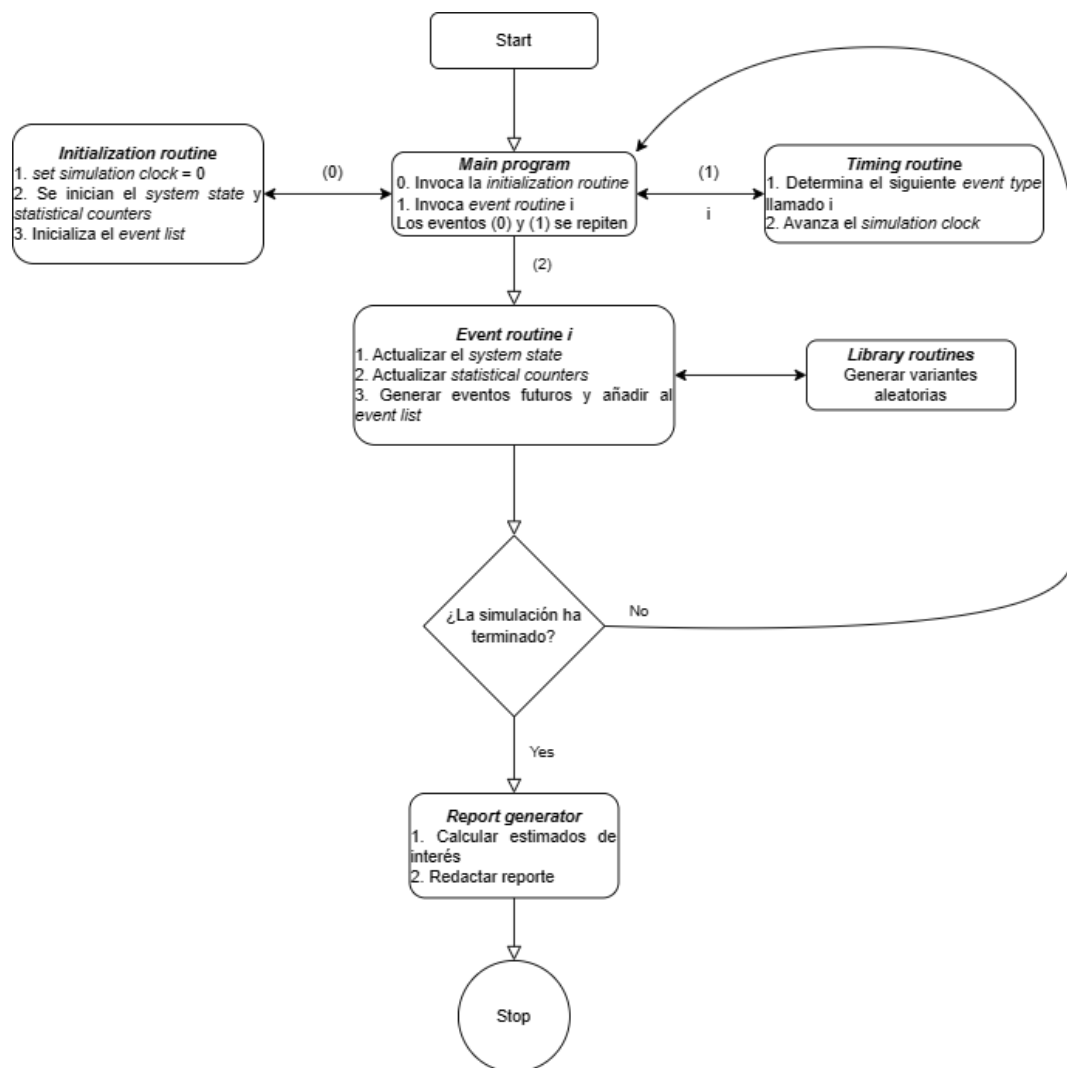 Start
Initialization routine
1. set simulation clock = 0
2. Se inician el system state y
statistical counters
3. Inicializa el event list
(0)
Main program
0. Invoca la initialization routine
1. Invoca event routine i
Los eventos (0) y (1) se repiten
(1)
i
Timing routine
1. Determina el siguiente event type
llamado i
2. Avanza el simulation clock
(2)
Event routine i
1. Actualizar el system state
2. Actualizar statistical counters
3. Generar eventos futuros y añadir al
event list
Library routines
Generar variantes
aleatorias
¿La simulación ha
terminado?
No
Yes
Report generator
1. Calcular estimados de
interés
2. Redactar reporte
Stop